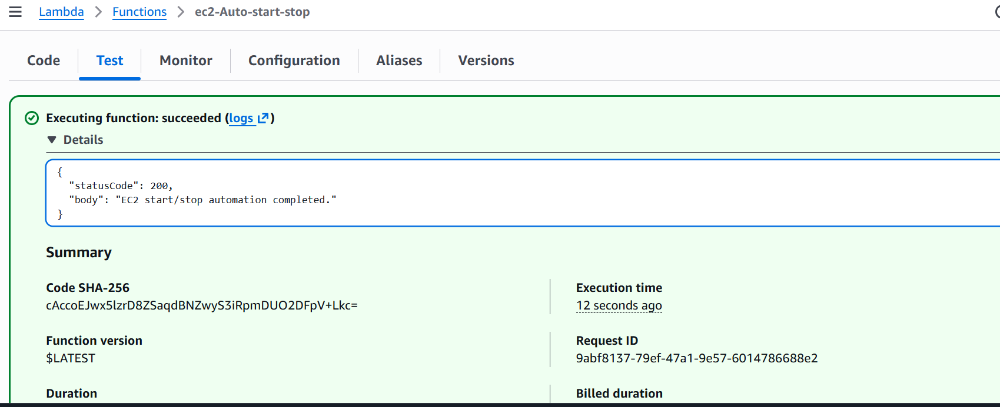 Lambda > Functions > ec2-Auto-start-stop
Code Test Monitor Configuration Aliases Versions
Executing function: succeeded (logs)
Details
{
"statusCode": 200,
"body": "EC2 start/stop automation completed."
}
Summary
Code SHA-256
cAccoEJwx5lzrD8ZSaqdBNZwyS3iRpmDUO2DFpV+Lkc=
Execution time
12 seconds ago
Function version
$LATEST
Request ID
9abf8137-79ef-47a1-9e57-6014786688e2
Duration
Billed duration